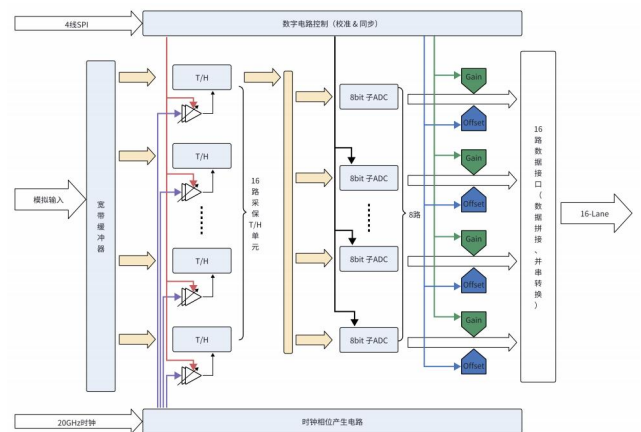 4线SPI
数字电路控制（校准 & 同步）
T/H
8bit 子ADC
Gain
Offset
T/H
8bit 子ADC
Gain
Offset
模拟输入
宽带缓冲器
16路采保T/H单元
8路
16路数据接口（数据拼接、并串转换）
16-Lane
T/H
8bit 子ADC
Gain
Offset
T/H
8bit 子ADC
Gain
Offset
20GHz时钟
时钟相位产生电路